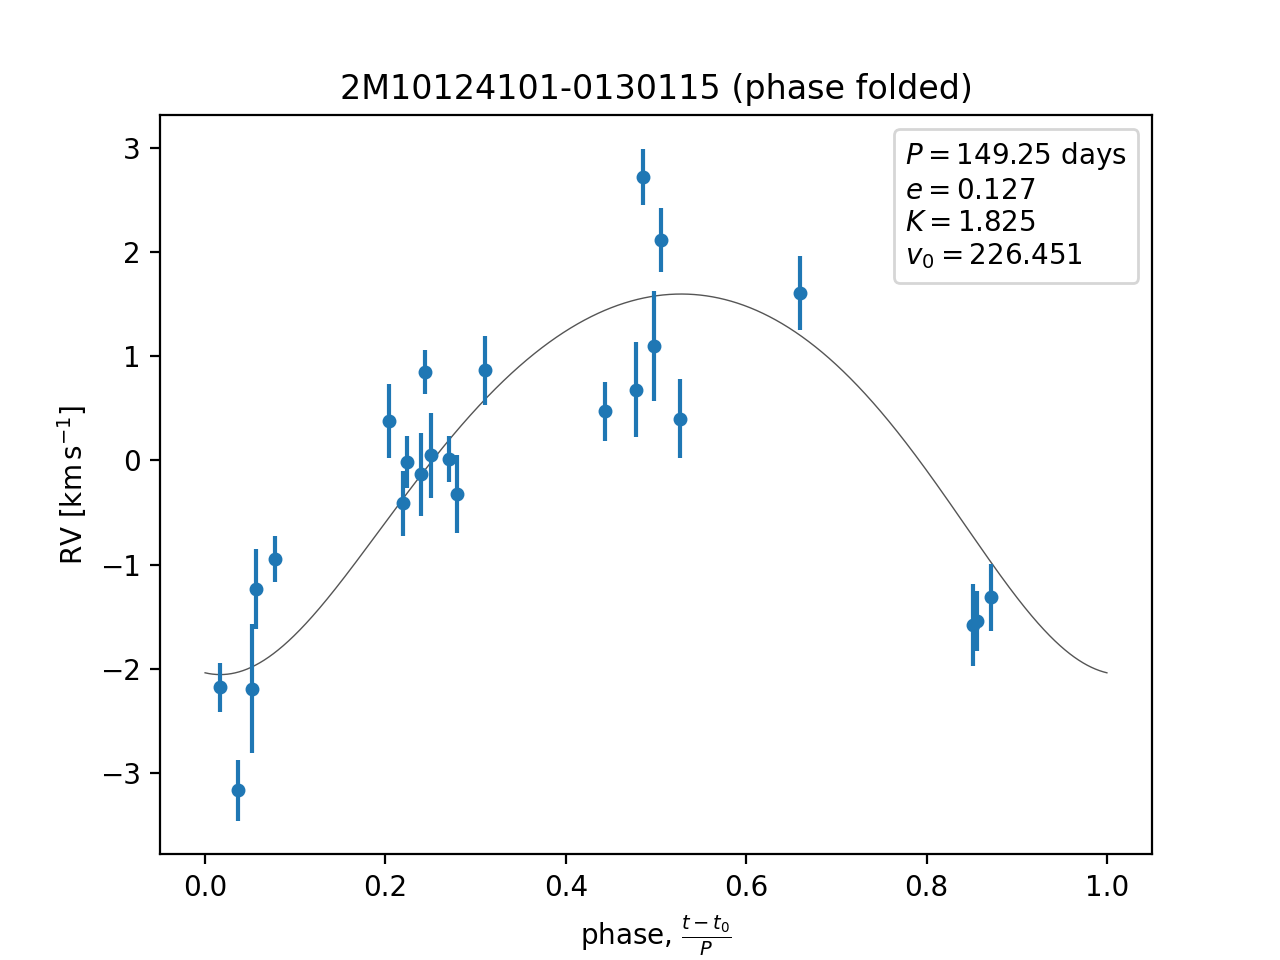 2M10124101-0130115 (phase folded)
P = 149.25 days
e = 0.127
K = 1.825
v₀ = 226.451
3
2
1
0
−1
−2
−3
RV [km s⁻¹]
0.0 0.2 0.4 0.6 0.8 1.0
phase, (t − t₀)/P